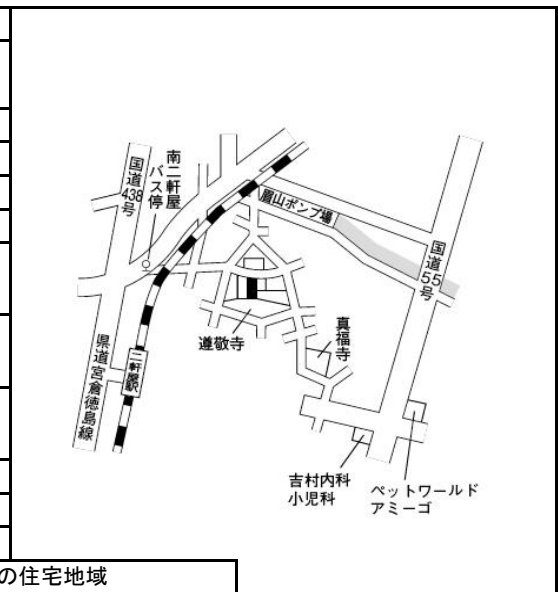 国道438号
南二軒屋
バス停
眉山ポンプ場
国道55号
遵敬寺
真福寺
二軒屋駅
県道宮倉徳島線
吉村内科
小児科
ペットワールド
アミーゴ
の住宅地域